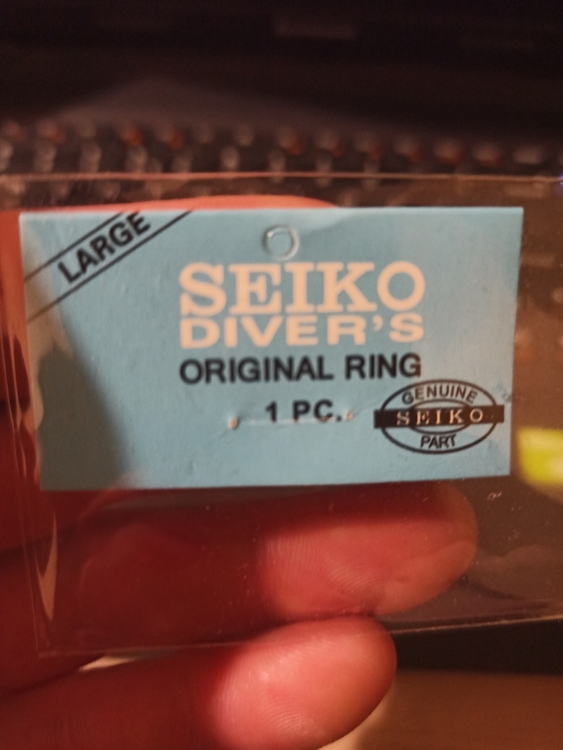 LARGE
SEIKO
DIVER'S
ORIGINAL RING
1 PC.
GENUINE
SEIKO
PART